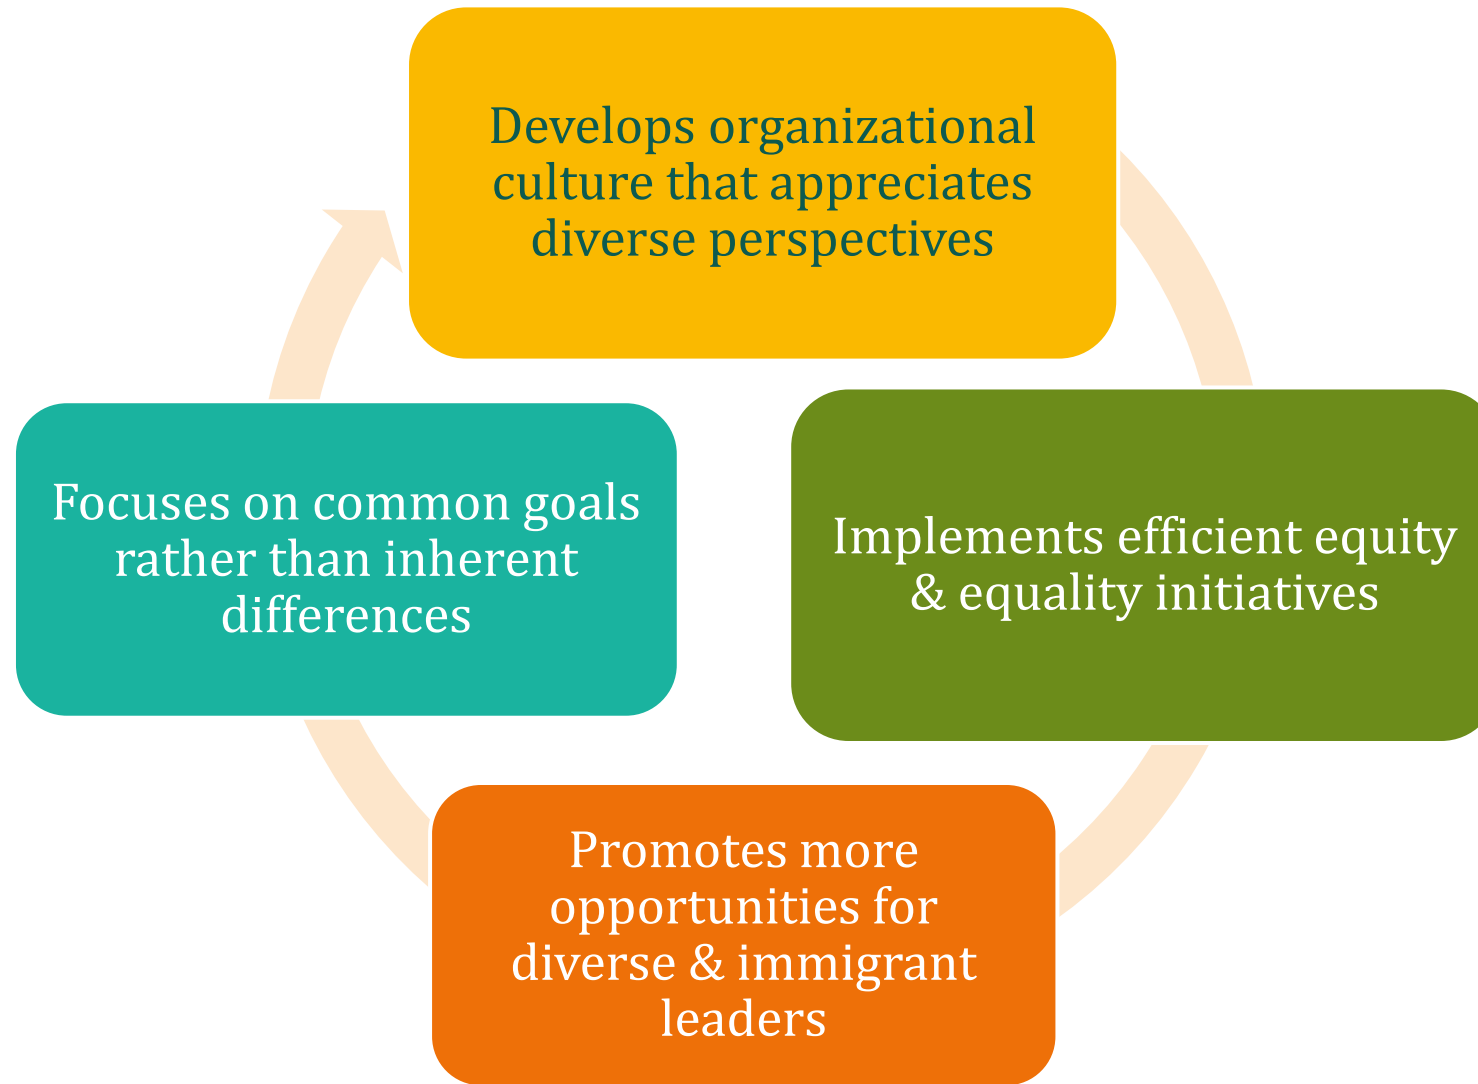 Develops organizational
culture that appreciates
diverse perspectives
Implements efficient equity
& equality initiatives
Promotes more
opportunities for
diverse & immigrant
leaders
Focuses on common goals
rather than inherent
differences